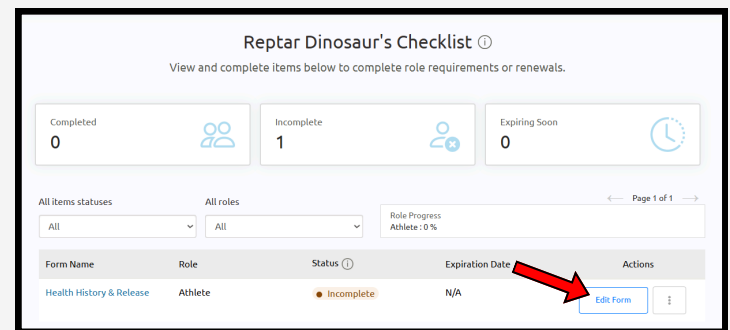 Reptar Dinosaur's Checklist
View and complete items below to complete role requirements or renewals.
Completed
0
Incomplete
1
Expiring Soon
0
All items statuses
All
All roles
All
Page 1 of 1
Role Progress
Athlete : 0 %
Form Name Role Status Expiration Date Actions
Health History & Release Athlete Incomplete N/A Edit Form